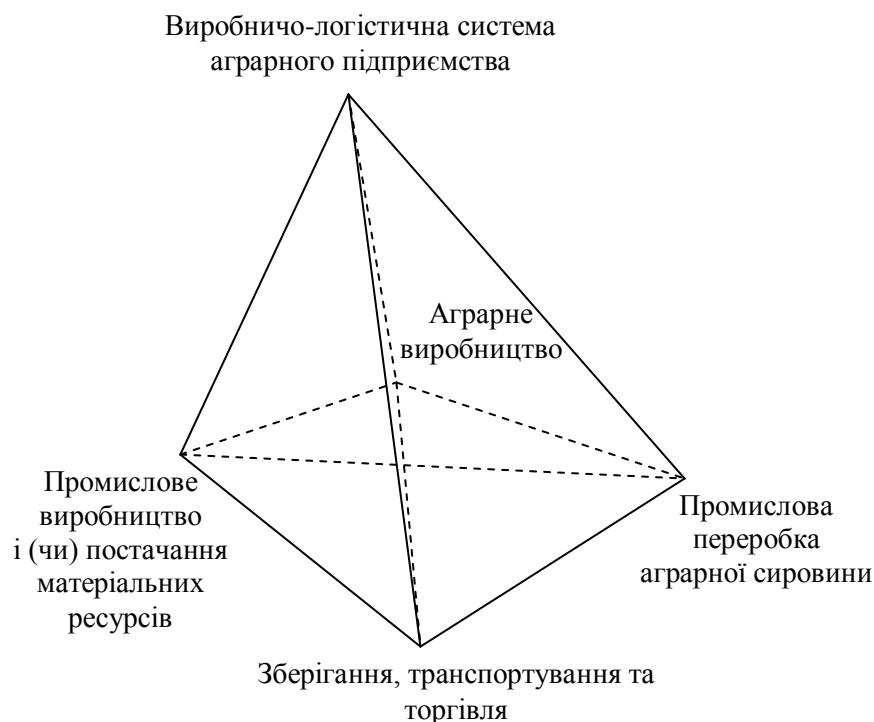 Виробничо-логістична система
аграрного підприємства
Аграрне
виробництво
Промислове
виробництво
і (чи) постачання
матеріальних
ресурсів
Промислова
переробка
аграрної сировини
Зберігання, транспортування та
торгівля